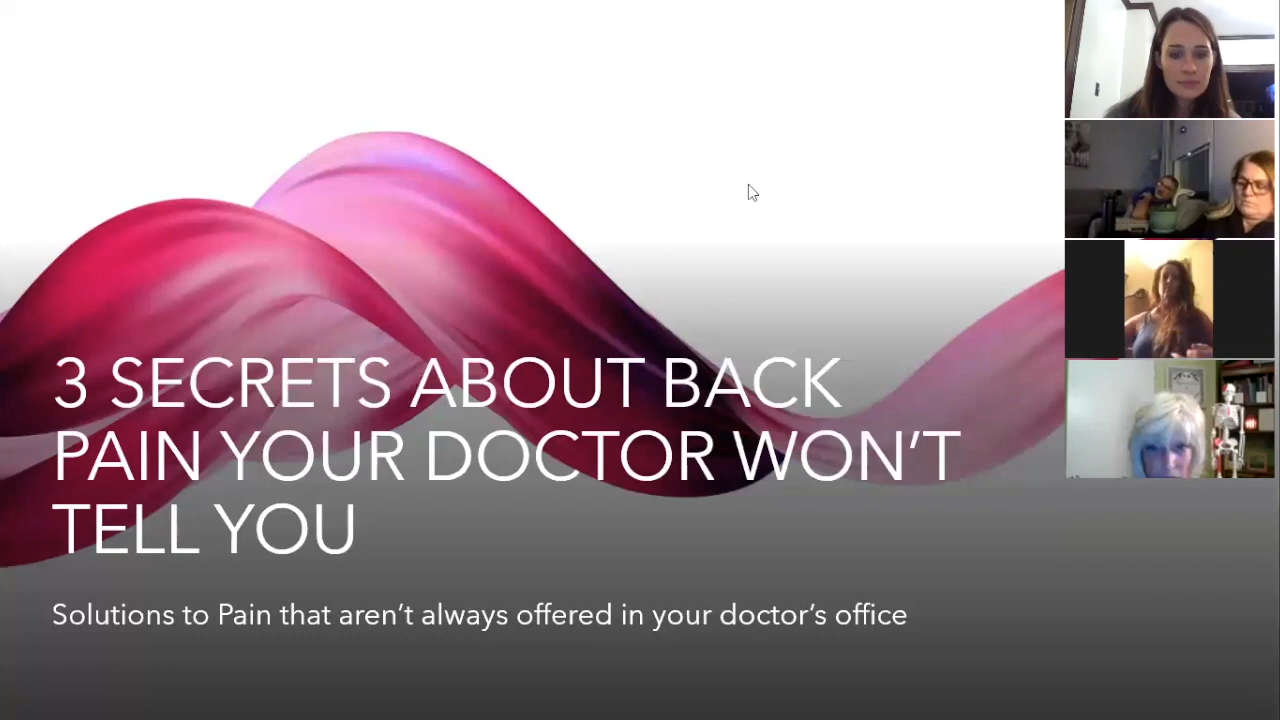 3 SECRETS ABOUT BACK
PAIN YOUR DOCTOR WON'T
TELL YOU
Solutions to Pain that aren't always offered in your doctor's office